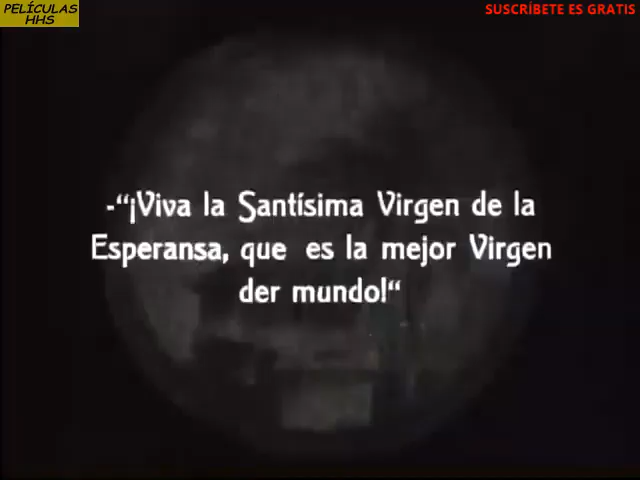 PELÍCULAS
HHS
SUSCRÍBETE ES GRATIS
-“¡Viva la Santísima Virgen de la
Esperansa, que es la mejor Virgen
der mundo!“